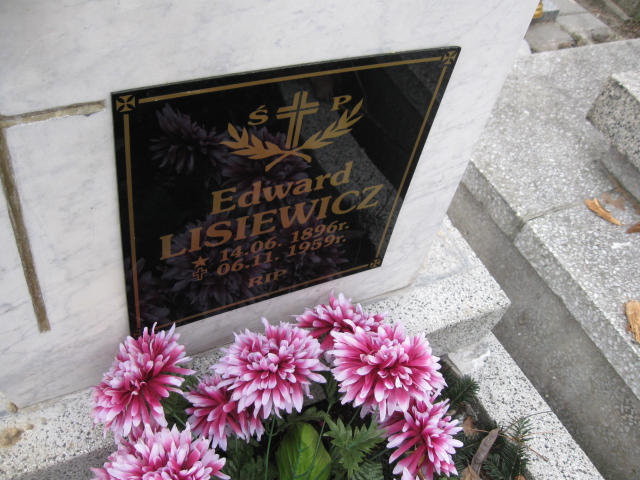 Ś P
Edward
LISIEWICZ
14.06. 1896r.
06.11. 1959r.
RIP